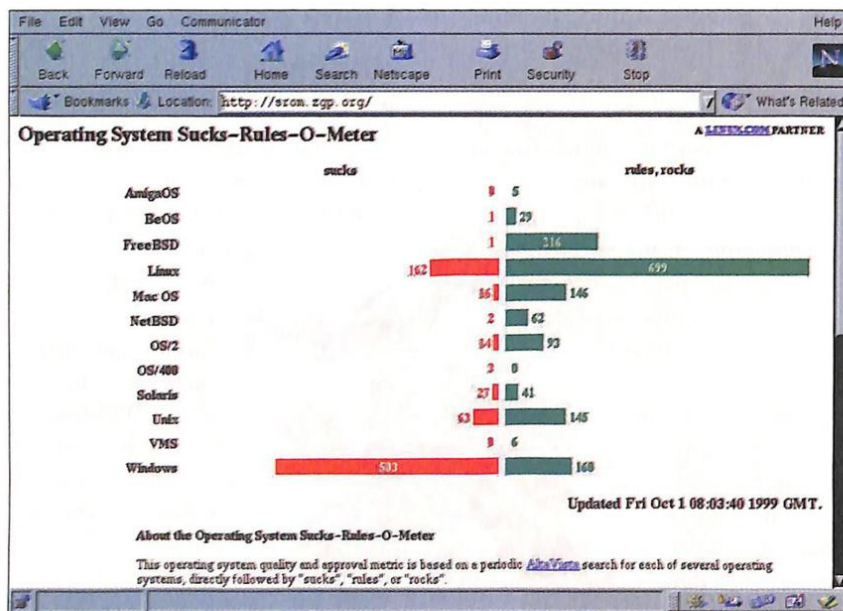 File Edit View Go Communicator Help
Back Forward Reload Home Search Netscape Print Security Stop
N
Bookmarks Location: http://srom.zgp.org/ What's Related
Operating System Sucks-Rules-O-Meter
A LINUX.COM PARTNER
sucks rules, rocks
AmigaOS 5
BeOS 1 29
FreeBSD 1 216
Linux 162 699
Mac OS 16 146
NetBSD 2 62
OS/2 14 93
OS/400 0
Solaris 27 41
Unix 145
VMS 6
Windows
Updated Fri Oct 1 08:03:40 1999 GMT.
About the Operating System Sucks-Rules-O-Meter
This operating system quality and approval metric is based on a periodic AltaVista search for each of several operating
systems, directly followed by "sucks", "rules", or "rocks".